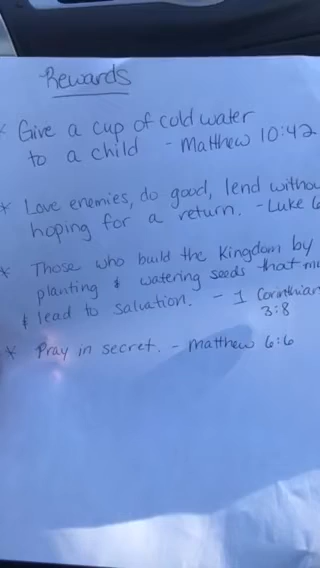 Rewards
* Give a cup of cold water
to a child - Matthew 10:42
* Love enemies, do good, lend
hoping for a return. - Luke
* Those who build the Kingdom by
planting & watering seeds that
& lead to salvation. - 1 Corinthian
3:8
* Pray in secret. - Matthew 6:6